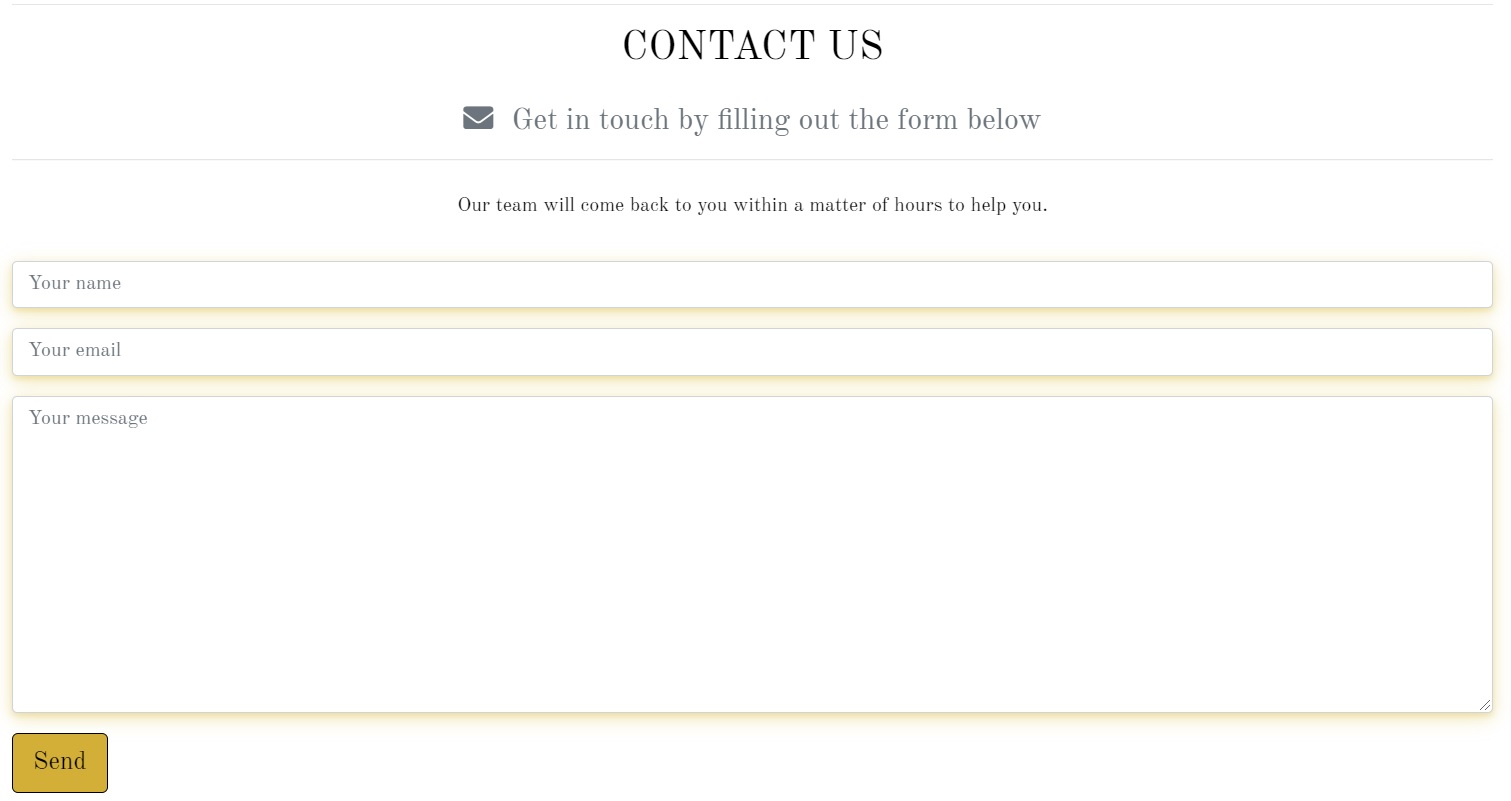 CONTACT US
Get in touch by filling out the form below
Our team will come back to you within a matter of hours to help you.
Your name
Your email
Your message
Send